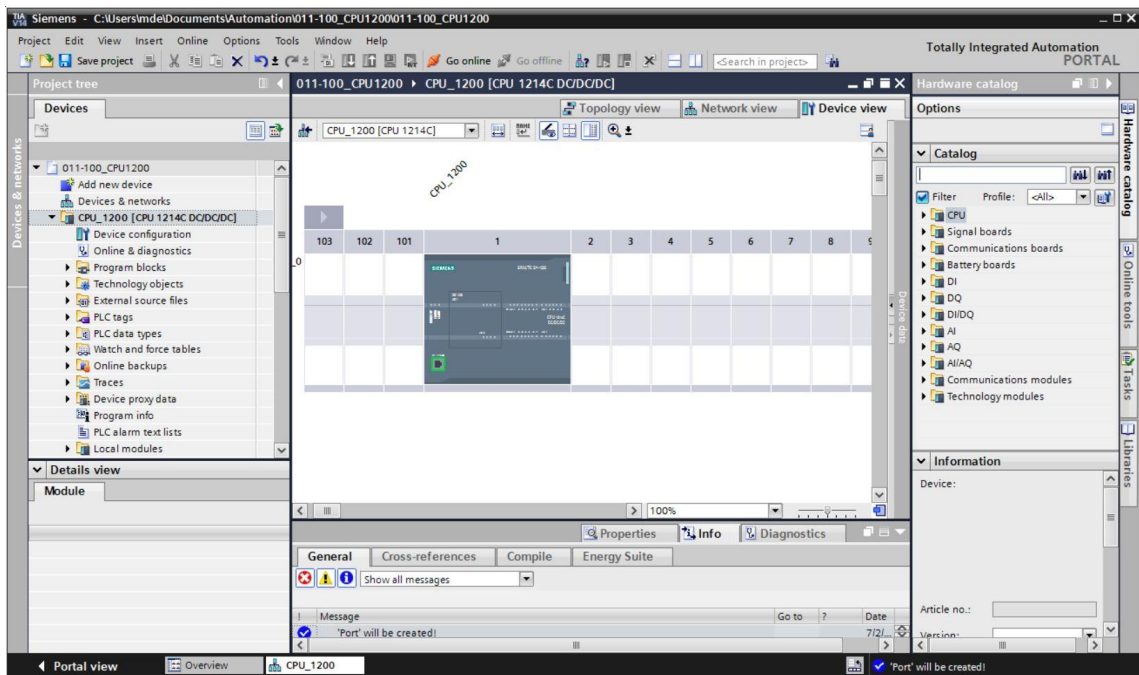 TIA V14 Siemens - C:\Users\mde\Documents\Automation\011-100_CPU1200\011-100_CPU1200
Project Edit View Insert Online Options Tools Window Help
Totally Integrated Automation
PORTAL
Save project Go online Go offline <Search in project>
Project tree
011-100_CPU1200 CPU_1200 [CPU 1214C DC/DC/DC]
Hardware catalog
Devices
Topology view Network view Device view
Options
CPU_1200 [CPU 1214C]
Catalog
011-100_CPU1200
Add new device
Devices & networks
CPU_1200 [CPU 1214C DC/DC/DC]
Device configuration
Online & diagnostics
Program blocks
Technology objects
External source files
PLC tags
PLC data types
Watch and force tables
Online backups
Traces
Device proxy data
Program info
PLC alarm text lists
Local modules
CPU_1200
103 102 101 1 2 3 4 5 6 7 8
_0
SIEMENS
Filter Profile: <All>
CPU
Signal boards
Communications boards
Battery boards
DI
DQ
DI/DQ
AI
AQ
AI/AQ
Communications modules
Technology modules
Devices & networks
Device data
Hardware catalog
Online tools
Tasks
Libraries
Details view
Module
100%
Information
Device:
Properties Info Diagnostics
General Cross-references Compile Energy Suite
Show all messages
! Message Go to ? Date
'Port' will be created! 7/2/...
Article no.:
Version:
Portal view Overview CPU_1200 'Port' will be created!